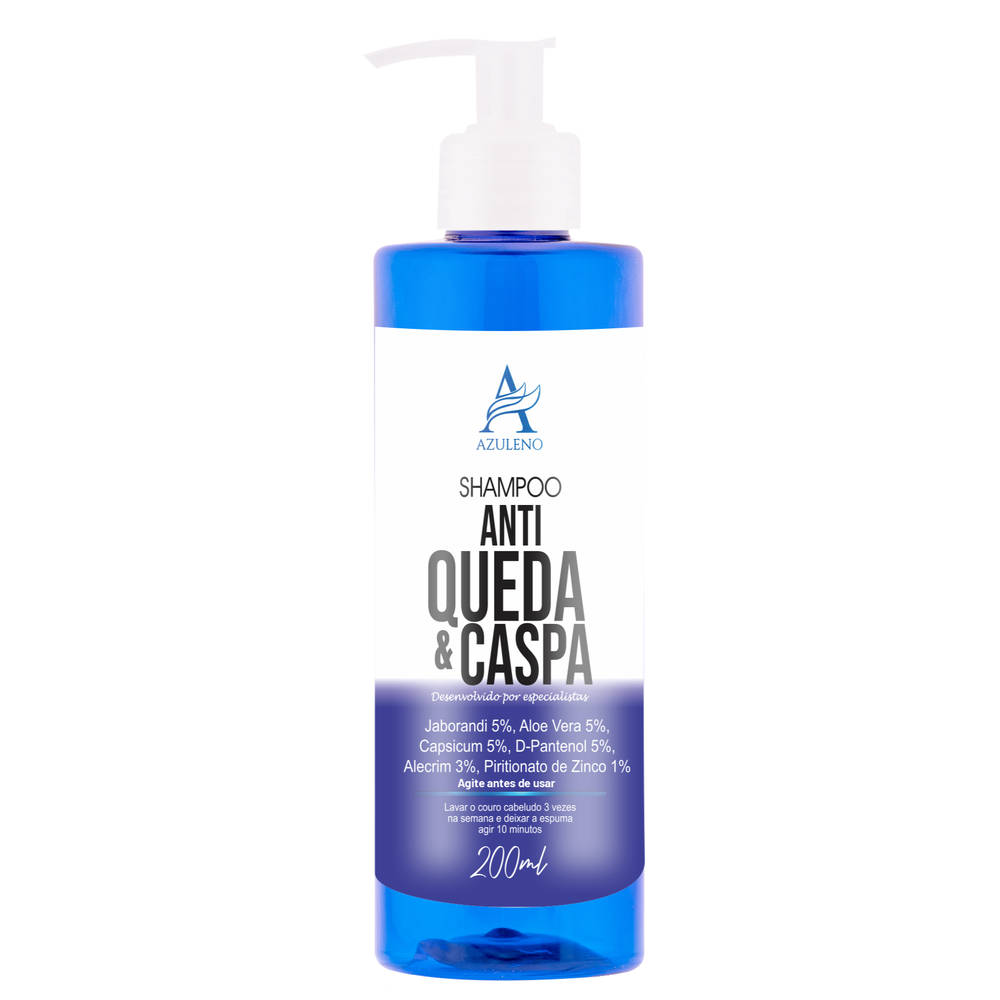 AZULENO
SHAMPOO
ANTI
QUEDA
& CASPA
Desenvolvido por especialistas
Jaborandi 5%, Aloe Vera 5%,
Capsicum 5%, D-Pantenol 5%,
Alecrim 3%, Piritionato de Zinco 1%
Agite antes de usar
Lavar o couro cabeludo 3 vezes
na semana e deixar a espuma
agir 10 minutos
200ml